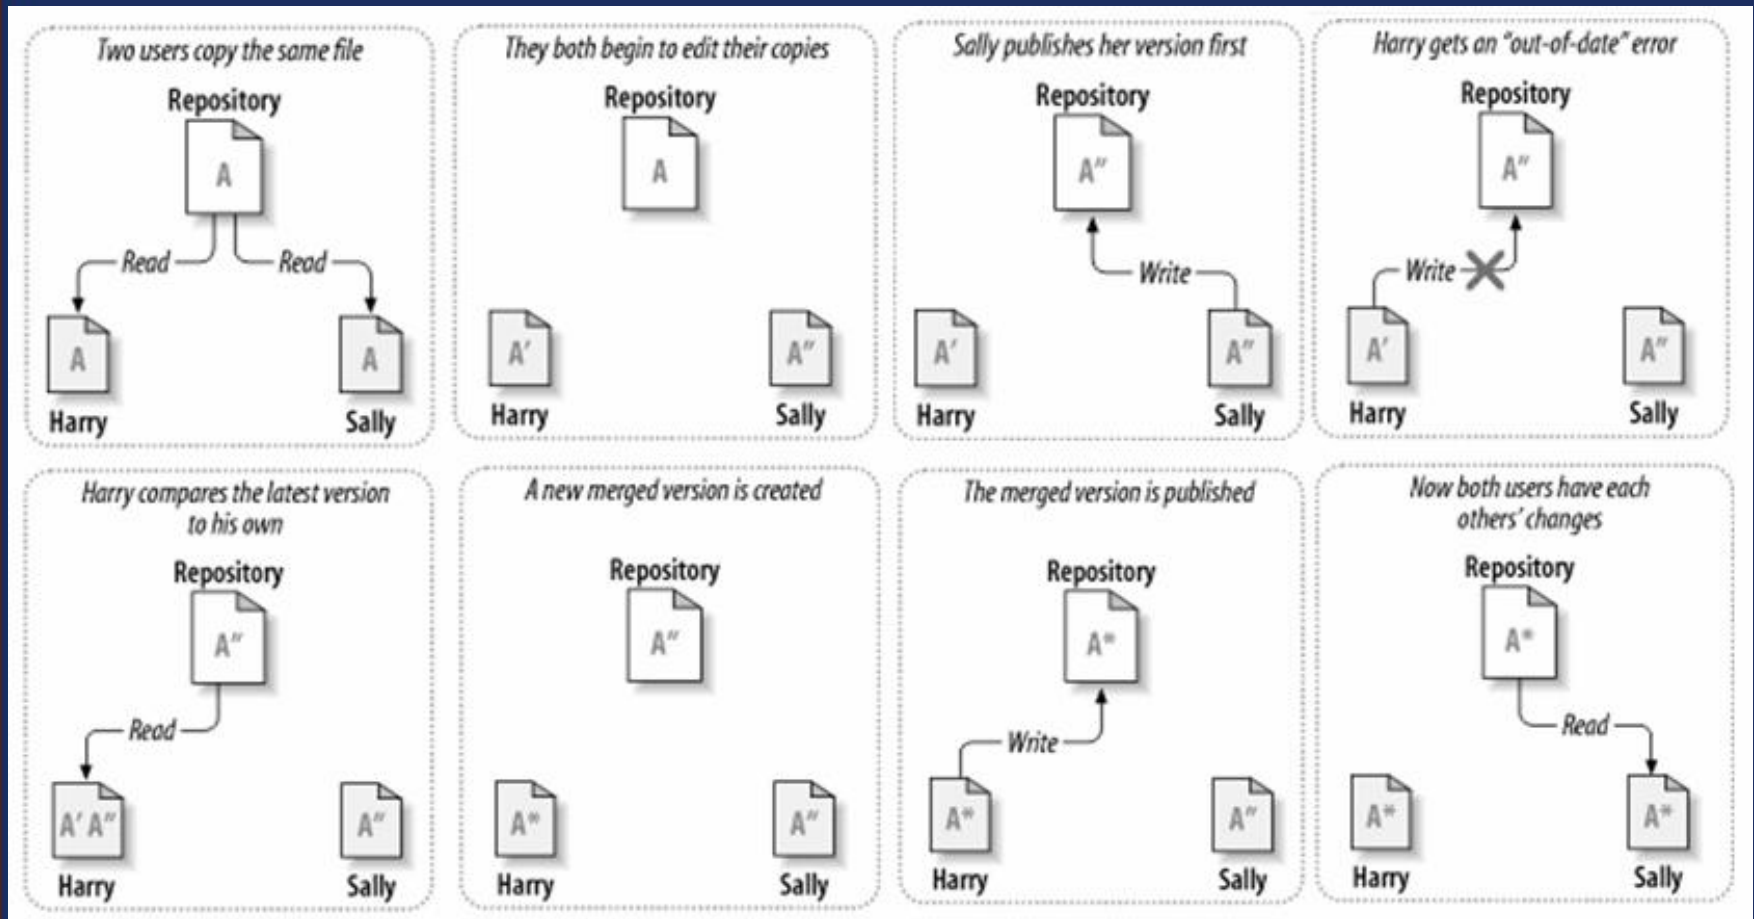 Two users copy the same file
Repository
A
Read
Read
A
A
Harry
Sally
They both begin to edit their copies
Repository
A
A'
A"
Harry
Sally
Sally publishes her version first
Repository
A"
Write
A'
A"
Harry
Sally
Harry gets an "out-of-date" error
Repository
A"
Write
A'
A"
Harry
Sally
Harry compares the latest version
to his own
Repository
A"
Read
A' A"
A"
Harry
Sally
A new merged version is created
Repository
A"
A*
A"
Harry
Sally
The merged version is published
Repository
A*
Write
A*
A"
Harry
Sally
Now both users have each
others' changes
Repository
A*
Read
A*
A*
Harry
Sally